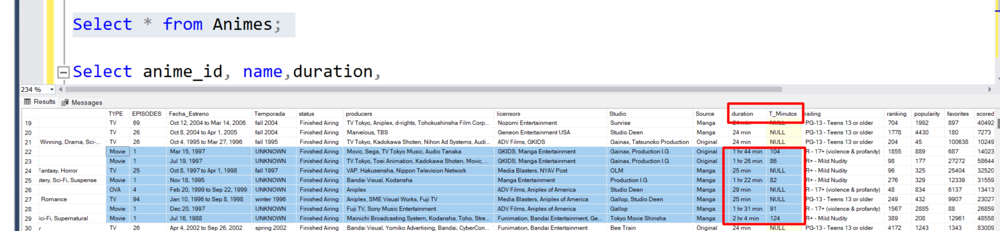 Select * from Animes;
Select anime_id, name,duration,
234 %
Results Messages
TYPE EPISODES Fecha_Estreno Temporada status producers licensors Studio Source duration T_Minutos raiting ranking popularity favorites scored
19 TV 69 Oct 12, 2004 to Mar 14, 2006 fall 2004 Finished Airing TV Tokyo, Aniplex, d-rights, Tohokushinsha Film Corp... Nozomi Entertainment Sunrise Manga 24 min NULL PG-13 - Teens 13 or older 704 1992 897 40492
20 TV 26 Oct 8, 2004 to Apr 1, 2005 fall 2004 Finished Airing Marvelous, TBS Geneon Entertainment USA Studio Deen Manga 24 min NULL PG-13 - Teens 13 or older 1778 4430 180 7273
21 Winning, Drama, Sci-... TV 26 Oct 4, 1995 to Mar 27, 1996 fall 1995 Finished Airing TV Tokyo, Kadokawa Shoten, Nihon Ad Systems, Audi... ADV Films, GKIDS Gainax, Tatsunoko Production Original 24 min NULL PG-13 - Teens 13 or older 204 45 100638 10249
22 Movie 1 Mar 15, 1997 UNKNOWN Finished Airing Movic, Sega, TV Tokyo Music, Audio Tanaka GKIDS, Manga Entertainment Gainax, Production I.G Original 1 hr 44 min 104 R - 17+ (violence & profanity) 1855 889 687 14023
23 Movie 1 Jul 19, 1997 UNKNOWN Finished Airing TV Tokyo, Toei Animation, Kadokawa Shoten, Movic, ... GKIDS, Manga Entertainment Gainax, Production I.G Original 1 hr 26 min 86 R+ - Mild Nudity 98 177 27272 58644
24 Fantasy, Horror TV 25 Oct 8, 1997 to Apr 1, 1998 fall 1997 Finished Airing VAP, Hakusensha, Nippon Television Network Media Blasters, NYAV Post OLM Manga 25 min NULL R+ - Mild Nudity 96 325 25404 32520
25 stery, Sci-Fi, Suspense Movie 1 Nov 18, 1995 UNKNOWN Finished Airing Bandai Visual, Kodansha Manga Entertainment Production I.G Manga 1 hr 22 min 82 R+ - Mild Nudity 276 329 12339 31559
26 OVA 4 Feb 20, 1999 to Sep 22, 1999 UNKNOWN Finished Airing Aniplex ADV Films, Aniplex of America Studio Deen Manga 29 min NULL R - 17+ (violence & profanity) 48 834 6137 13413
27 Romance TV 94 Jan 10, 1996 to Sep 8, 1998 winter 1996 Finished Airing Aniplex, SME Visual Works, Fuji TV Media Blasters, Aniplex of America Gallop, Studio Deen Manga 25 min NULL PG-13 - Teens 13 or older 249 432 9907 23027
28 Movie 1 Dec 20, 1997 UNKNOWN Finished Airing Fuji TV, Sony Music Entertainment ADV Films, Aniplex of America Gallop Manga 1 hr 31 min 91 R - 17+ (violence & profanity) 1567 2885 88 26859
29 Sci-Fi, Supernatural Movie 1 Jul 16, 1988 UNKNOWN Finished Airing Mainichi Broadcasting System, Kodansha, Toho, Stre... Funimation, Bandai Entertainment, Ge... Tokyo Movie Shinsha Manga 2 hr 4 min 124 R+ - Mild Nudity 389 208 12961 48558
30 TV 26 Apr 4, 2002 to Sep 26, 2002 spring 2002 Finished Airing Bandai Visual, Yomiko Advertising, Bandai, CyberCon... Funimation, Bandai Entertainment Bee Train Original 24 min NULL PG-13 - Teens 13 or older 4172 1243 1343 83009